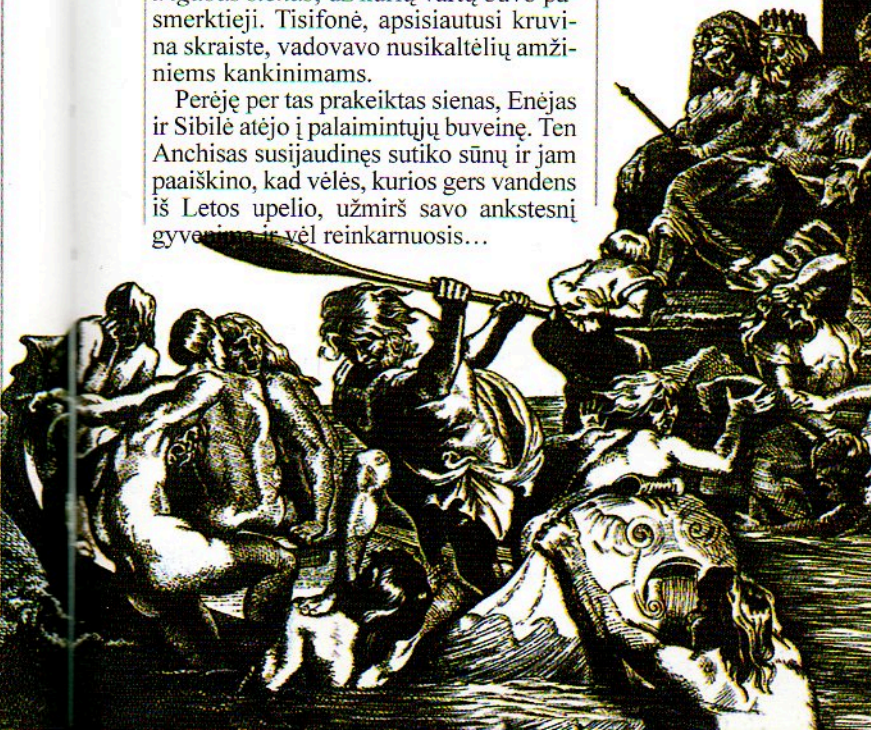 smerktieji. Tisifonė, apsisiautusi kruvi-
na skraiste, vadovavo nusikaltėlių amži-
niems kankinimams.
Perėję per tas prakeiktas sienas, Enėjas
ir Sibilė atėjo į palaimintųjų buveinę. Ten
Anchisas susijaudinęs sutiko sūnų ir jam
paaiškino, kad vėlės, kurios gers vandens
iš Letos upelio, užmirš savo ankstesnį
gyvenimą ir vėl reinkarnuosis...